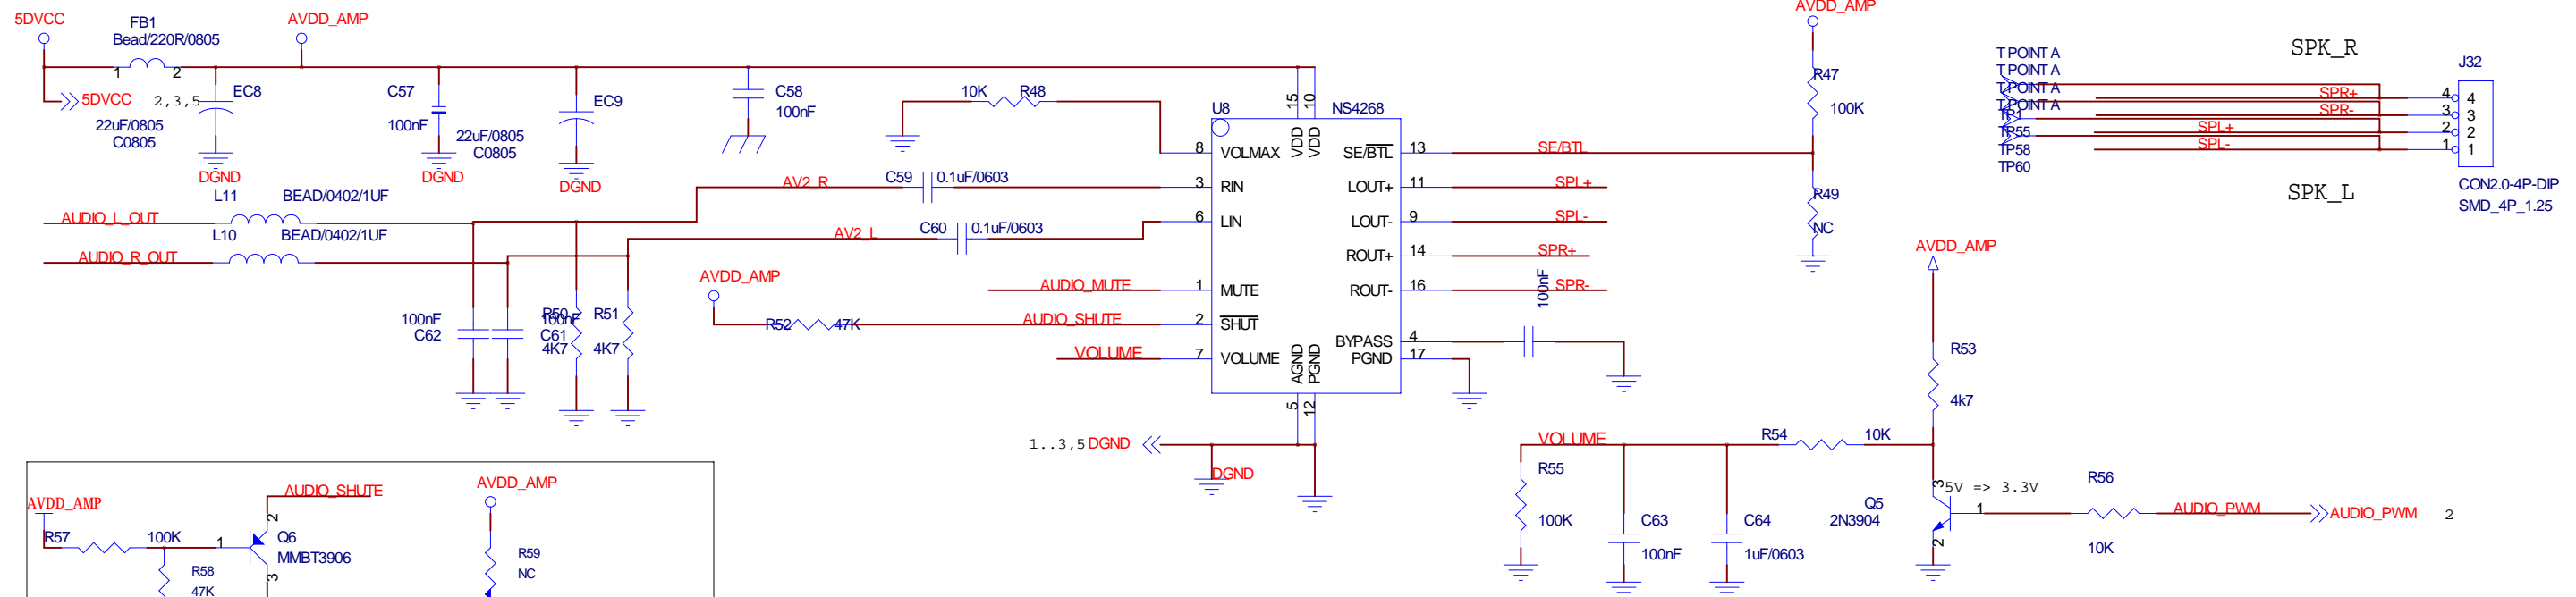 5DVCC
FB1
Bead/220R/0805
AVDD_AMP
1
2
5DVCC
2,3,5
EC8
22uF/0805
C0805
DGND
C57
100nF
DGND
EC9
22uF/0805
C0805
DGND
C58
100nF
10K
R48
U8
NS4268
15
10
VDD
VDD
8
VOLMAX
3
RIN
6
LIN
1
MUTE
2
SHUT
7
VOLUME
AGND
PGND
5
12
SE/BTL
13
LOUT+
11
LOUT-
9
ROUT+
14
ROUT-
16
BYPASS
4
PGND
17
SE/BTL
SPL+
SPL-
SPR+
SPR-
100nF
AVDD_AMP
R47
100K
R49
NC
L11
BEAD/0402/1UF
AUDIO_L_OUT
L10
BEAD/0402/1UF
AUDIO_R_OUT
AV2_R
C59
0.1uF/0603
AV2_L
C60
0.1uF/0603
AVDD_AMP
AUDIO_MUTE
R52
47K
AUDIO_SHUTE
VOLUME
100nF
C62
100nF
C61
R50
4K7
R51
4K7
1..3,5
DGND
DGND
T POINT A
T POINT A
T POINT A
T POINT A
TP1
TP55
TP58
TP60
SPK_R
SPR+
SPR-
SPL+
SPL-
J32
4
4
3
3
2
2
1
1
SPK_L
CON2.0-4P-DIP
SMD_4P_1.25
AVDD_AMP
R53
4k7
VOLUME
R54
10K
R55
100K
C63
100nF
C64
1uF/0603
Q5
2N3904
3
1
2
5V => 3.3V
R56
10K
AUDIO_PWM
AUDIO_PWM
2
AVDD_AMP
R57
100K
AUDIO_SHUTE
2
1
3
Q6
MMBT3906
R58
47K
AVDD_AMP
R59
NC